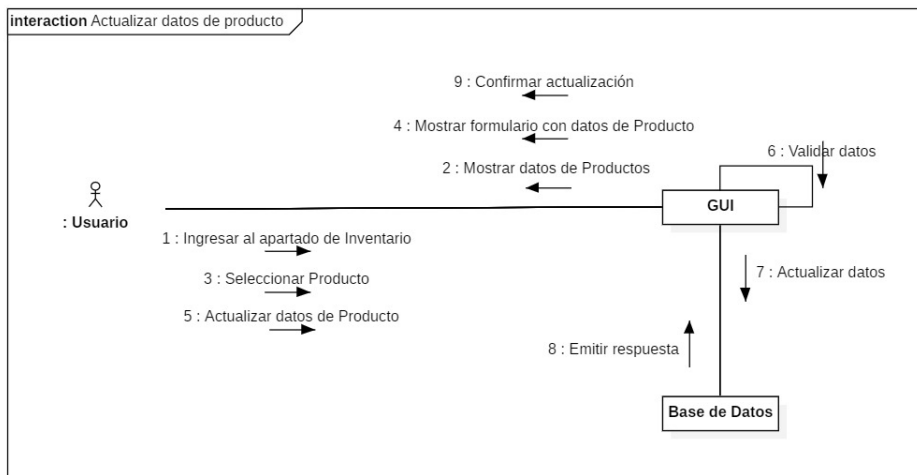 interaction Actualizar datos de producto
9 : Confirmar actualización
4 : Mostrar formulario con datos de Producto
6 : Validar datos
2 : Mostrar datos de Productos
GUI
: Usuario
1 : Ingresar al apartado de Inventario
3 : Seleccionar Producto
7 : Actualizar datos
5 : Actualizar datos de Producto
8 : Emitir respuesta
Base de Datos